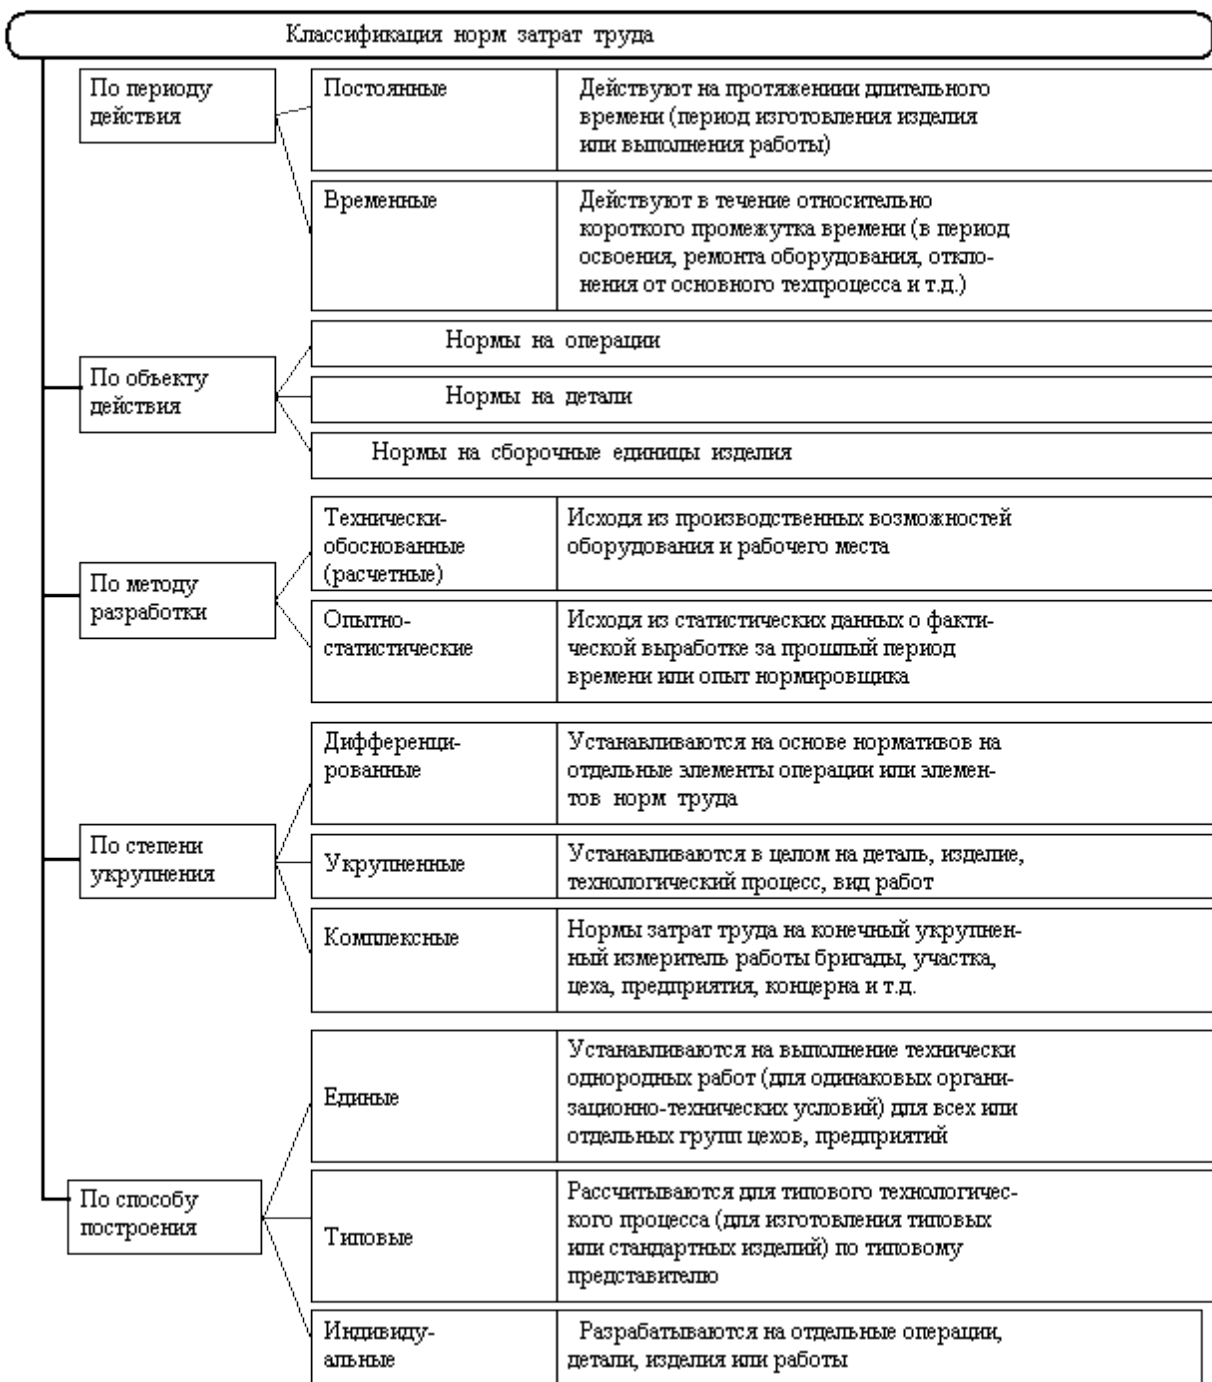 Классификация норм затрат труда
По периоду
действия
Постоянные
Действуют на протяжениии длительного
времени (период изготовления изделия
или выполнения работы)
Временные
Действуют в течение относительно
короткого промежутка времени (в период
освоения, ремонта оборудования, откло-
нения от основного техпроцесса и т.д.)
По объекту
действия
Нормы на операции
Нормы на детали
Нормы на сборочные единицы изделия
По методу
разработки
Технически-
обоснованные
(расчетные)
Исходя из производственных возможностей
оборудования и рабочего места
Опытно-
статистические
Исходя из статистических данных о факти-
ческой выработке за прошлый период
времени или опыт нормировщика
По степени
укрупнения
Дифференци-
рованные
Устанавливаются на основе нормативов на
отдельные элементы операции или элемен-
тов норм труда
Укрупненные
Устанавливаются в целом на деталь, изделие,
технологический процесс, вид работ
Комплексные
Нормы затрат труда на конечный укрупнен-
ный измеритель работы бригады, участка,
цеха, предприятия, концерна и т.д.
По способу
построения
Единые
Устанавливаются на выполнение технически
однородных работ (для одинаковых органи-
зационно-технических условий) для всех или
отдельных групп цехов, предприятий
Типовые
Рассчитываются для типового технологичес-
кого процесса (для изготовления типовых
или стандартных изделий) по типовому
представителю
Индивиду-
альные
Разрабатываются на отдельные операции,
детали, изделия или работы